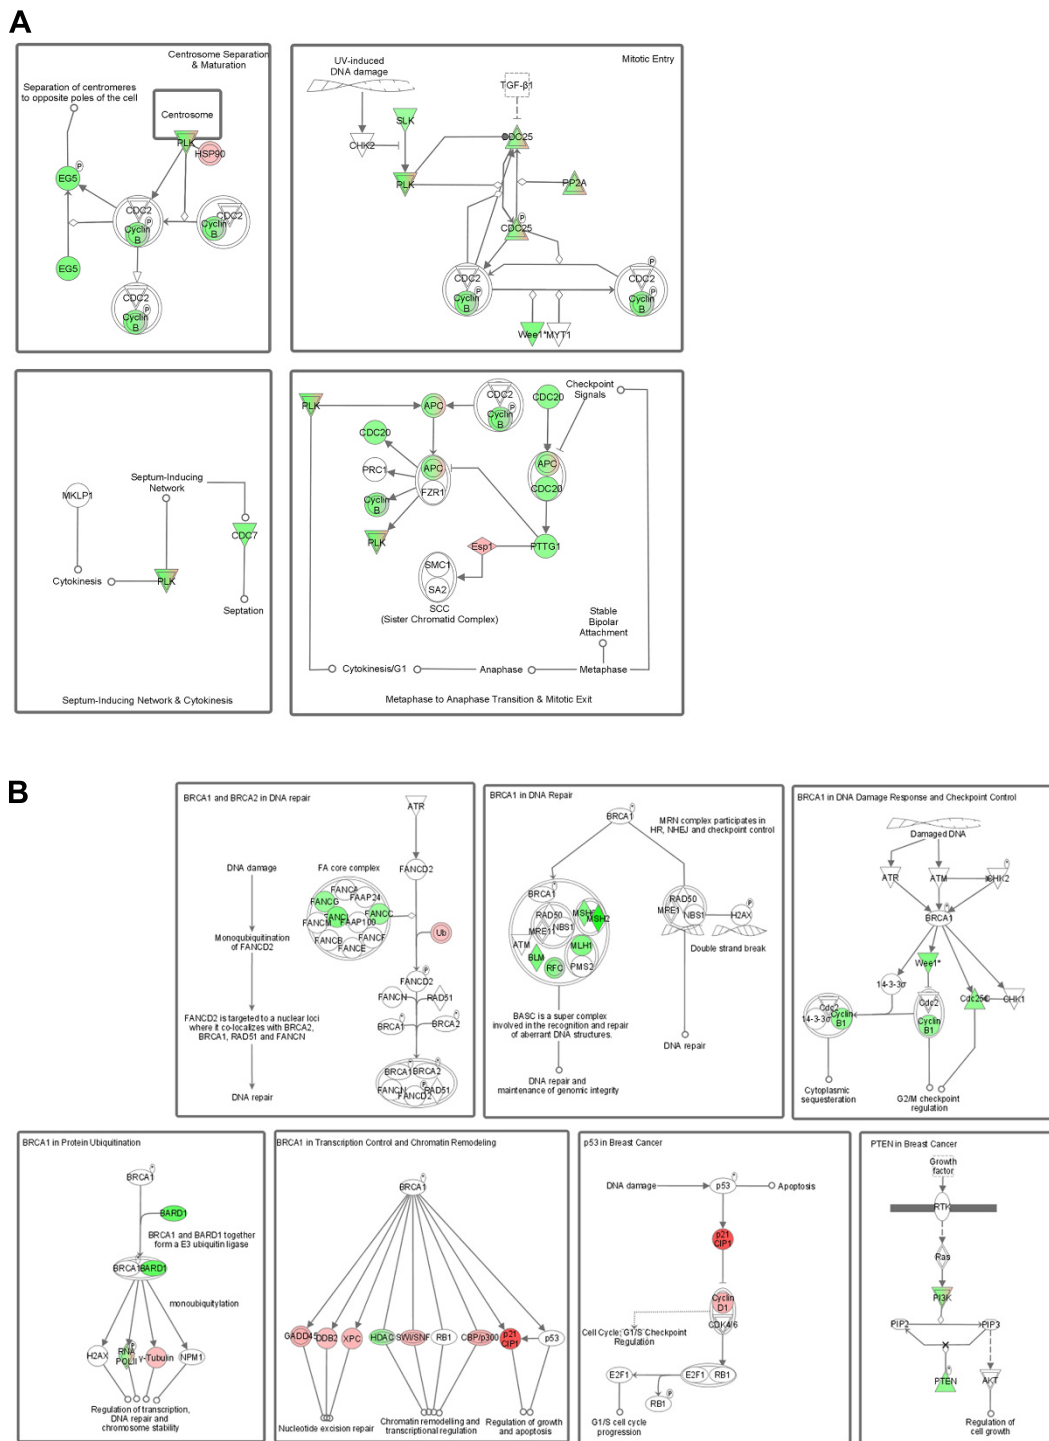 A
Centrosome Separation
& Maturation
Separation of centromeres
to opposite poles of the cell
Centrosome
PLK
HSP90
EG5
P
CDC2
P
Cyclin
B
CDC2
Cyclin
B
EG5
CDC2
P
Cyclin
B
Mitotic Entry
UV-induced
DNA damage
TGF-β1
SLK
CHK2
CDC25
PLK
PP2A
P
CDC25
CDC2
P
Cyclin
B
P
CDC2
P
Cyclin
B
Wee1*
MYT1
Septum-Inducing
Network
MKLP1
CDC7
Cytokinesis
PLK
Septation
Septum-Inducing Network & Cytokinesis
PLK
APC
CDC2
P
Cyclin
B
CDC20
Checkpoint
Signals
CDC20
PRC1
APC
FZR1
APC
CDC20
Cyclin
B
PLK
Esp1
PTTG1
SMC1
SA2
SCC
(Sister Chromatid Complex)
Stable
Bipolar
Attachment
Cytokinesis/G1
Anaphase
Metaphase
Metaphase to Anaphase Transition & Mitotic Exit
B
BRCA1 and BRCA2 in DNA repair
ATR
DNA damage
FA core complex
FANCD2
FANCA
FAAP24
FANCG
FANCL
FANCC
FANCM
FAAP100
FANCB
FANCF
FANCE
Ub
Monoubiquitination
of FANCD2
P
FANCD2
FANCN
RAD51
BRCA1
BRCA2
FANCD2 is targeted to a nuclear loci
where it co-localizes with BRCA2,
BRCA1, RAD51 and FANCN
BRCA1
BRCA2
FANCN
RAD51
FANCD2
P
DNA repair
BRCA1 in DNA Repair
BRCA1
MRN complex participates in
HR, NHEJ and checkpoint control
BRCA1
RAD50
MRE1
NBS1
ATM
MSH2
MLH1
BLM
RFC
PMS2
RAD50
MRE1
NBS1
P
H2AX
Double strand break
BASC is a super complex
involved in the recognition and repair
of aberrant DNA structures.
DNA repair
DNA repair and
maintenance of genomic integrity
BRCA1 in DNA Damage Response and Checkpoint Control
Damaged DNA
ATR
ATM
CHK2
BRCA1
Wee1*
14-3-3σ
Cdc2
Cdc25C
CHK1
Cdc2
14-3-3σ
Cyclin
B1
Cyclin
B1
Cytoplasmic
sequesteration
G2/M checkpoint
regulation
BRCA1 in Protein Ubiquitination
BRCA1
BARD1
BRCA1 and BARD1 together
form a E3 ubiquitin ligase
BRCA1
BARD1
monoubiquitylation
H2AX
P
RNA
POLII
γ-Tubulin
NPM1
Regulation of transcription,
DNA repair and
chromosome stability
BRCA1 in Transcription Control and Chromatin Remodeling
BRCA1
GADD45
DDB2
XPC
HDAC
SWI/SNF
RB1
CBP/p300
p21
CIP1
p53
Nucleotide excision repair
Chromatin remodelling and
transcriptional regulation
Regulation of growth
and apoptosis
p53 in Breast Cancer
DNA damage
p53
Apoptosis
p21
CIP1
Cyclin
D1
CDK4/6
Cell Cycle: G1/S Checkpoint
Regulation
E2F1
E2F1
RB1
P
RB1
G1/S cell cycle
progression
PTEN in Breast Cancer
Growth
factor
RTK
Ras
PI3K
PIP2
PIP3
PTEN
AKT
Regulation of
cell growth